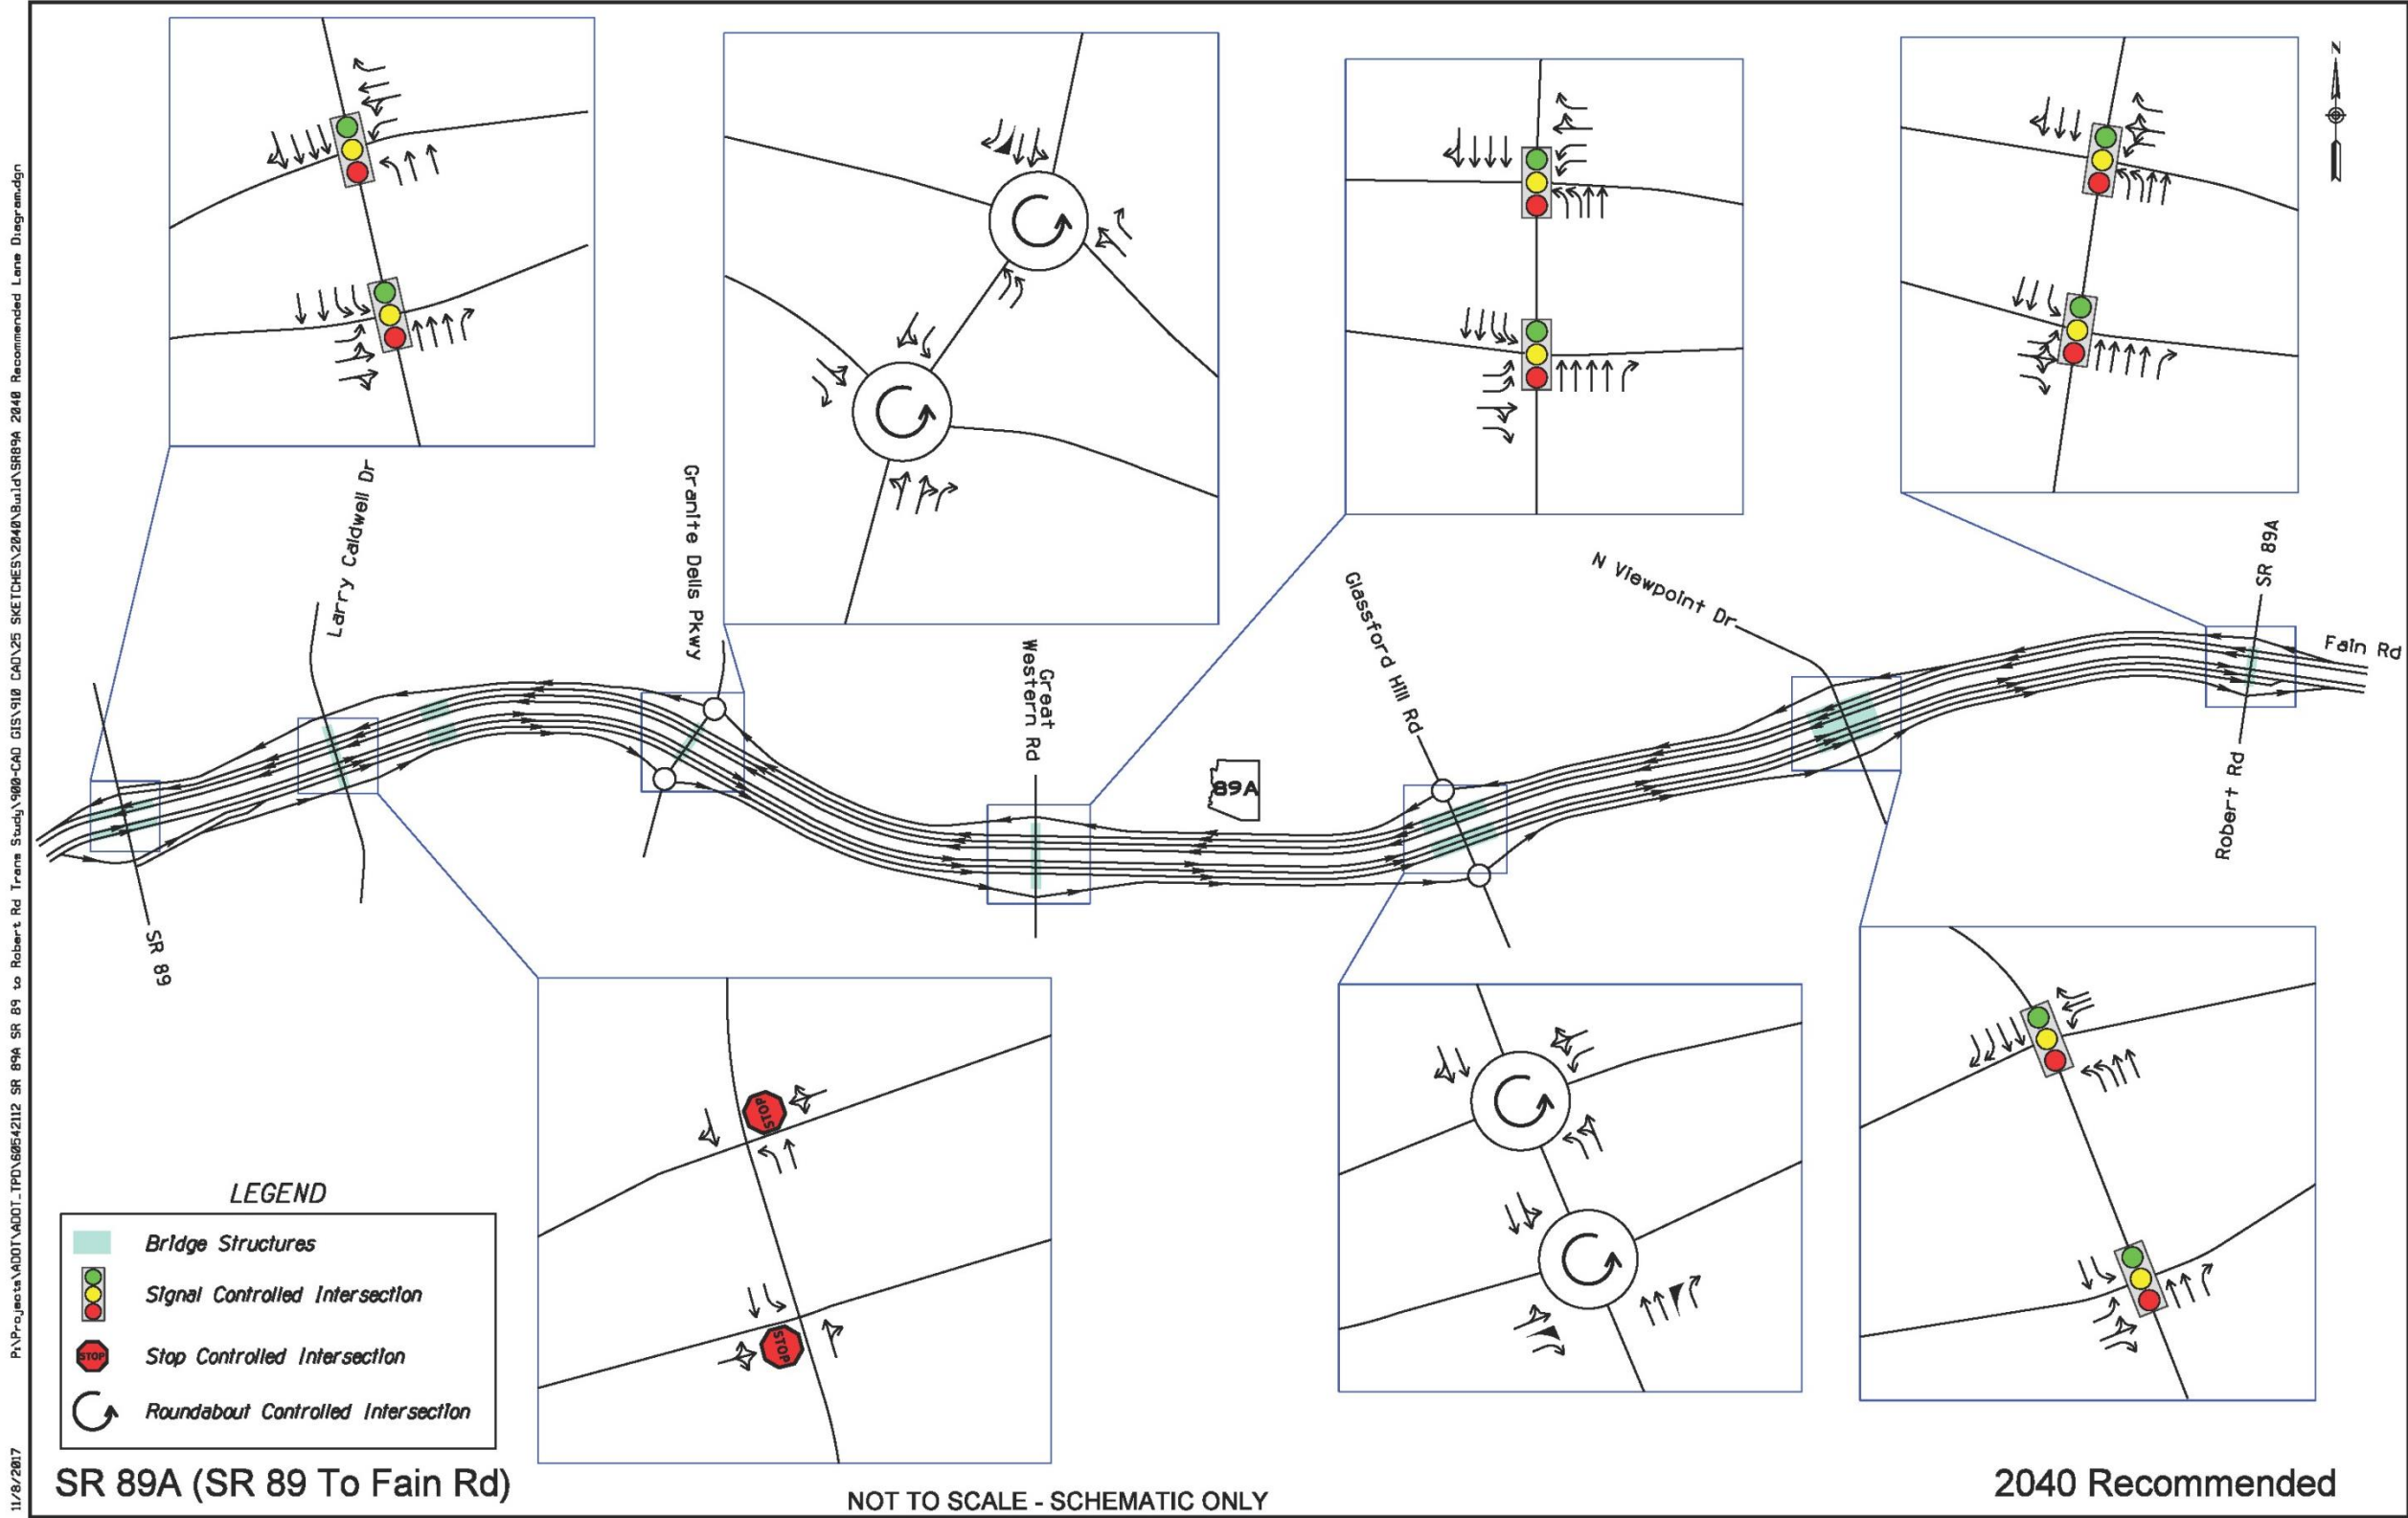 Larry Caldwell Dr
Granite Dells Pkwy
Great
Western Rd
Glassford Hill Rd
N Viewpoint Dr
SR 89A
Fain Rd
Robert Rd
SR 89
89A
N
STOP
STOP
LEGEND
Bridge Structures
Signal Controlled Intersection
STOP
Stop Controlled Intersection
Roundabout Controlled Intersection
SR 89A (SR 89 To Fain Rd)
NOT TO SCALE - SCHEMATIC ONLY
2040 Recommended
11/8/2017